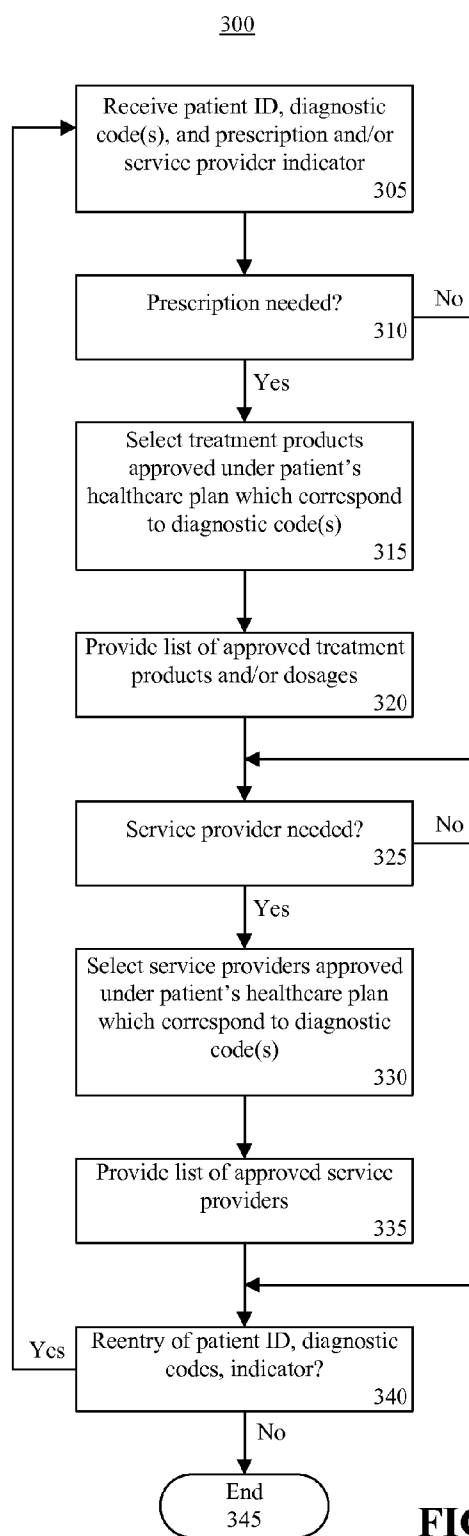 300
Receive patient ID, diagnostic
code(s), and prescription and/or
service provider indicator
305
Prescription needed?
No
310
Yes
Select treatment products
approved under patient's
healthcare plan which correspond
to diagnostic code(s)
315
Provide list of approved treatment
products and/or dosages
320
Service provider needed?
No
325
Yes
Select service providers approved
under patient's healthcare plan
which correspond to diagnostic
code(s)
330
Provide list of approved service
providers
335
Yes
Reentry of patient ID, diagnostic
codes, indicator?
340
No
End
345